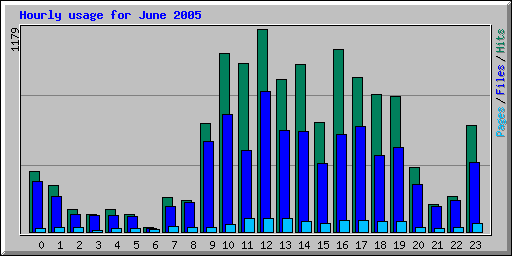 Hourly usage for June 2005
1179
Pages/Files/Hits
0 1 2 3 4 5 6 7 8 9 10 11 12 13 14 15 16 17 18 19 20 21 22 23